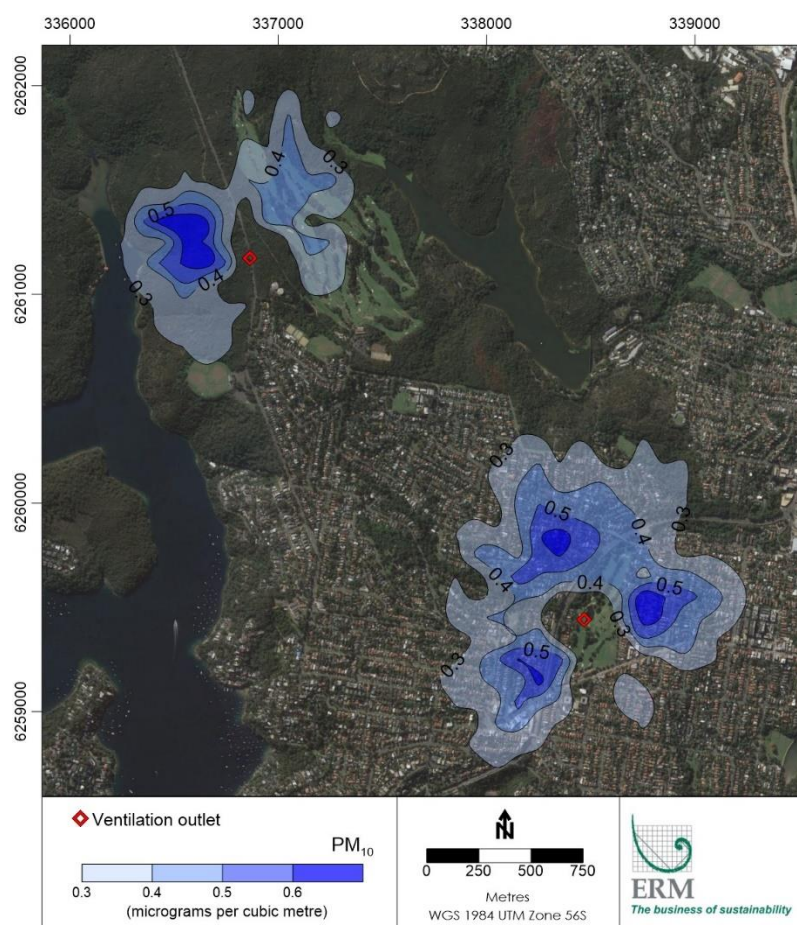 336000 337000 338000 339000
6262000
6261000
6260000
6259000
0.4
0.3
0.5
0.4
0.3
0.3
0.5
0.4
0.3
0.4
0.4
0.5
0.3
0.5
0.3
Ventilation outlet
PM10
0.3 0.4 0.5 0.6
(micrograms per cubic metre)
N
0 250 500 750
Metres
WGS 1984 UTM Zone 56S
ERM
The business of sustainability